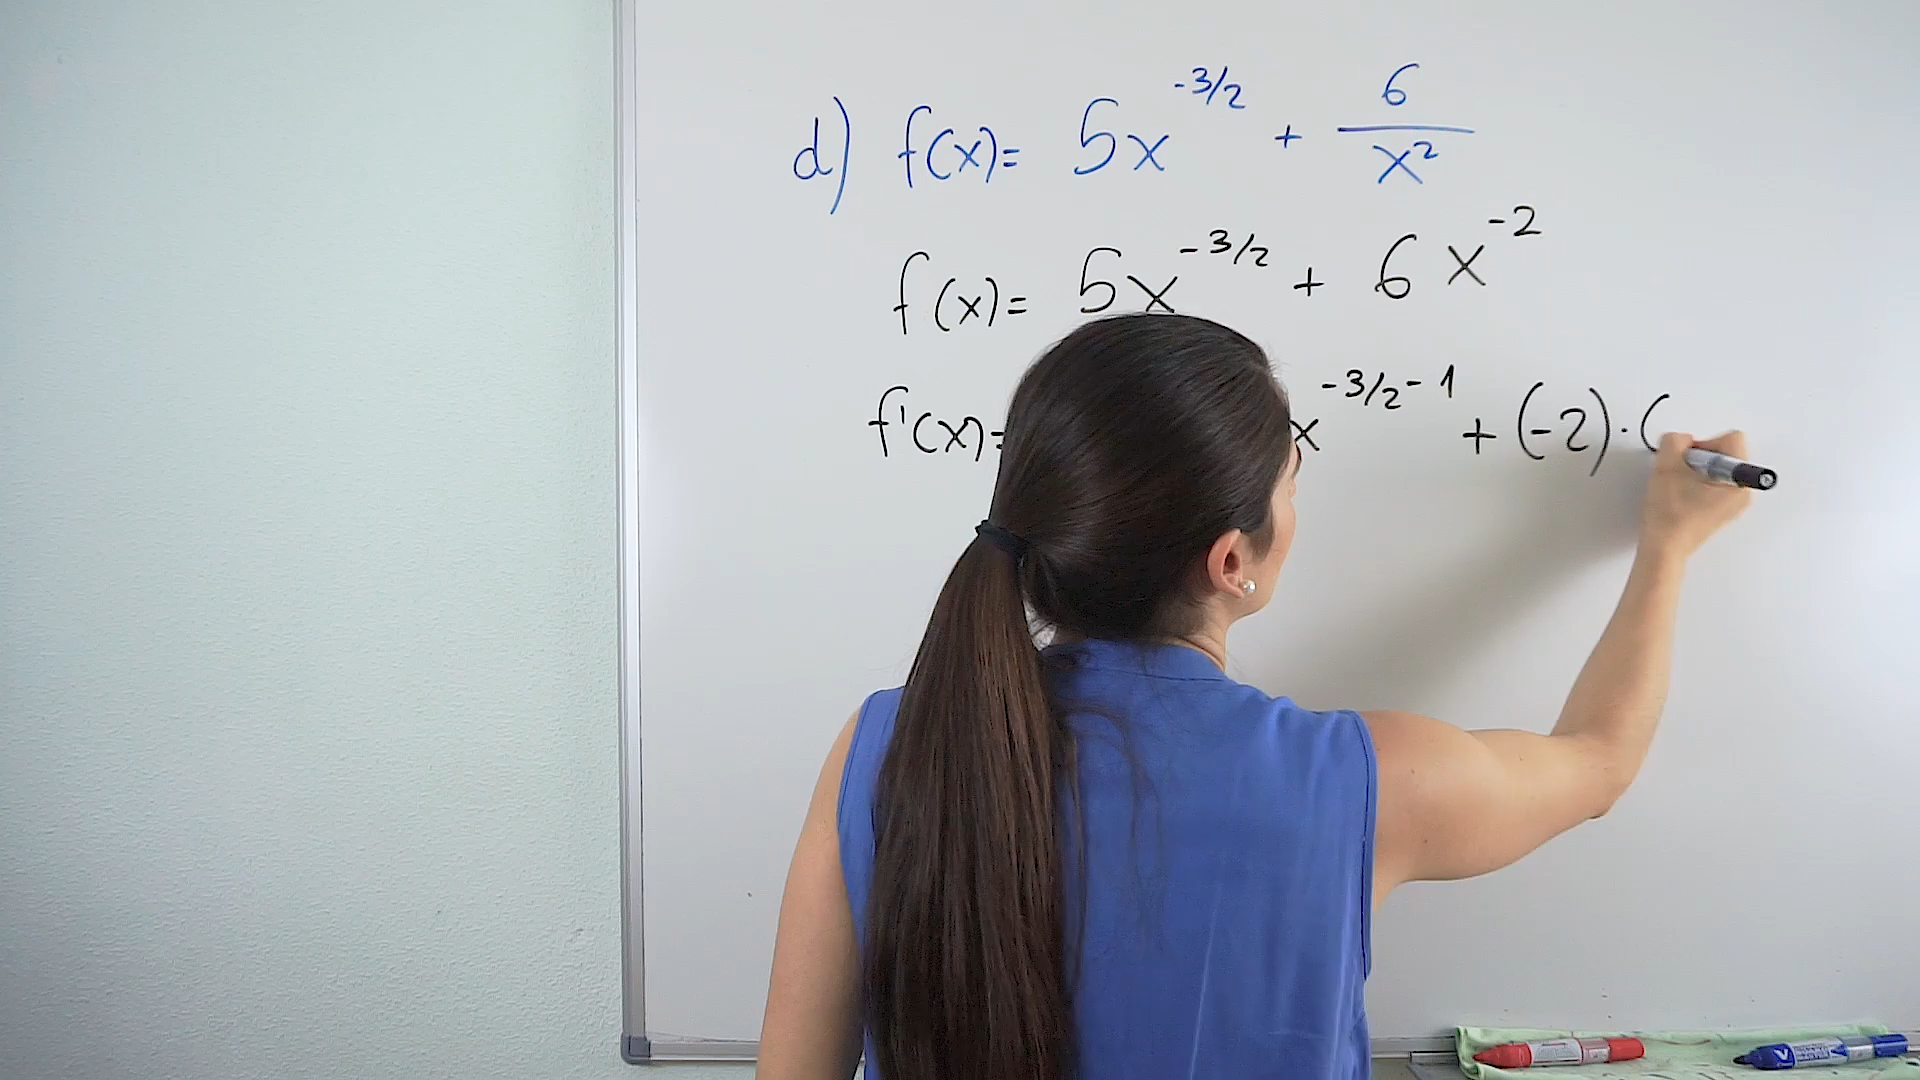 d) f(x)= 5x^{-3/2} + 6/x²
f(x)= 5x^{-3/2} + 6x^{-2}
f'(x)= x^{-3/2-1} + (-2)·